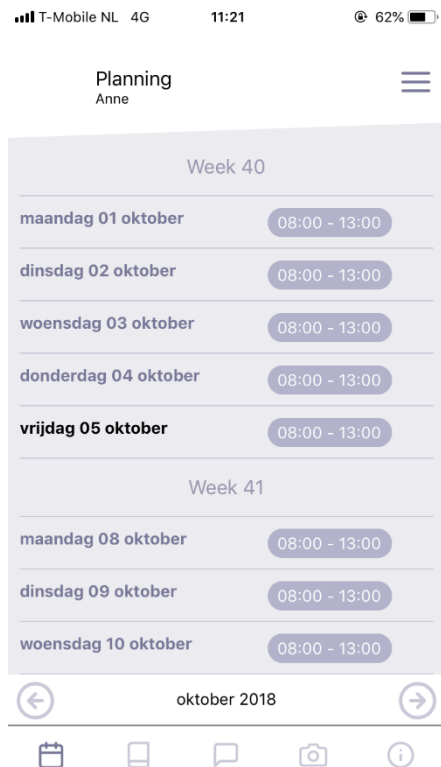 T-Mobile NL 4G 11:21 62%
Planning
Anne
Week 40
maandag 01 oktober 08:00 - 13:00
dinsdag 02 oktober 08:00 - 13:00
woensdag 03 oktober 08:00 - 13:00
donderdag 04 oktober 08:00 - 13:00
vrijdag 05 oktober 08:00 - 13:00
Week 41
maandag 08 oktober 08:00 - 13:00
dinsdag 09 oktober 08:00 - 13:00
woensdag 10 oktober 08:00 - 13:00
oktober 2018